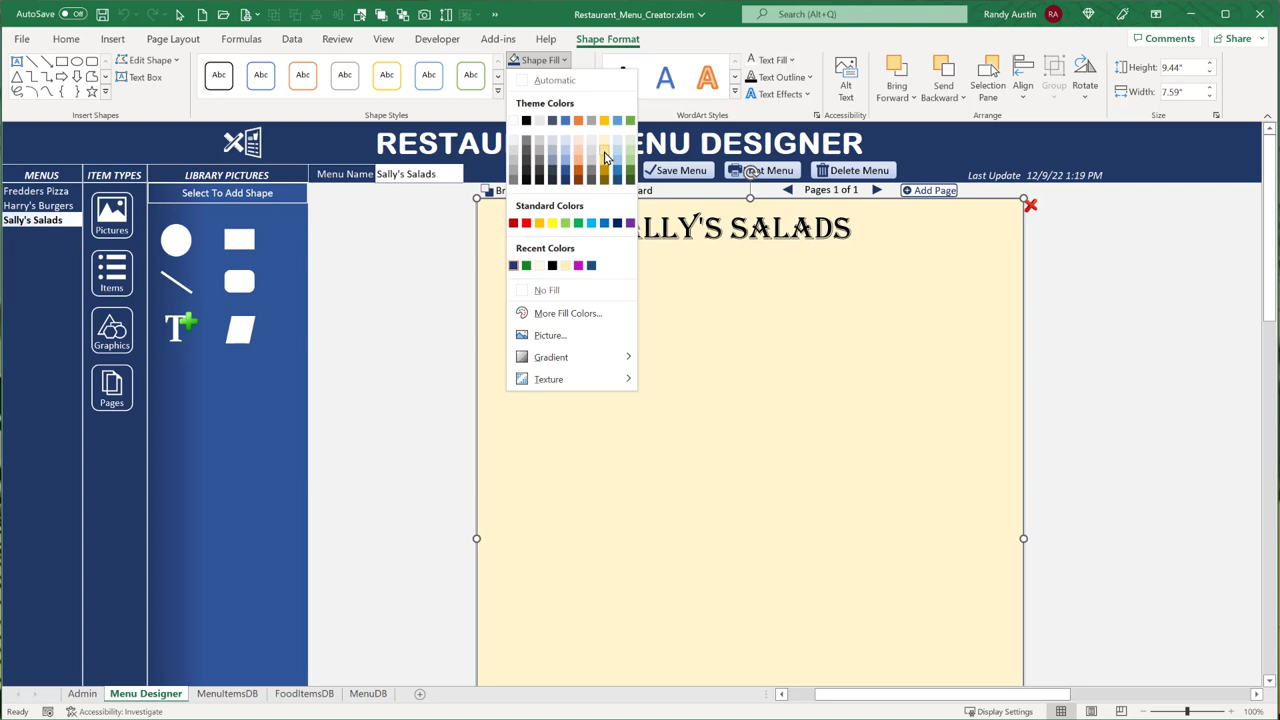 AutoSave Off
Restaurant_Menu_Creator.xlsm
Search (Alt+Q)
Randy Austin
RA
File Home Insert Page Layout Formulas Data Review View Developer Add-ins Help Shape Format
Comments Share
Edit Shape
Text Box
Insert Shapes
Abc Abc Abc Abc Abc Abc Abc
Shape Styles
Shape Fill
A A
Text Fill
Text Outline
Text Effects
WordArt Styles
Alt Text
Accessibility
Bring Forward
Send Backward
Selection Pane
Align
Group
Rotate
Arrange
Height: 9.44"
Width: 7.59"
Size
Automatic
Theme Colors
Standard Colors
Recent Colors
No Fill
More Fill Colors...
Picture...
Gradient
Texture
RESTAU MENU DESIGNER
MENUS
ITEM TYPES
LIBRARY PICTURES
Menu Name Sally's Salads
Save Menu
Menu
Delete Menu
Last Update 12/9/22 1:19 PM
Fredders Pizza
Harry's Burgers
Sally's Salads
Select To Add Shape
Br
ard
Pages 1 of 1
Add Page
Pictures
Items
Graphics
Pages
T
ALLY'S SALADS
Admin Menu Designer MenuItemsDB FoodItemsDB MenuDB
Ready
Accessibility: Investigate
Display Settings
100%